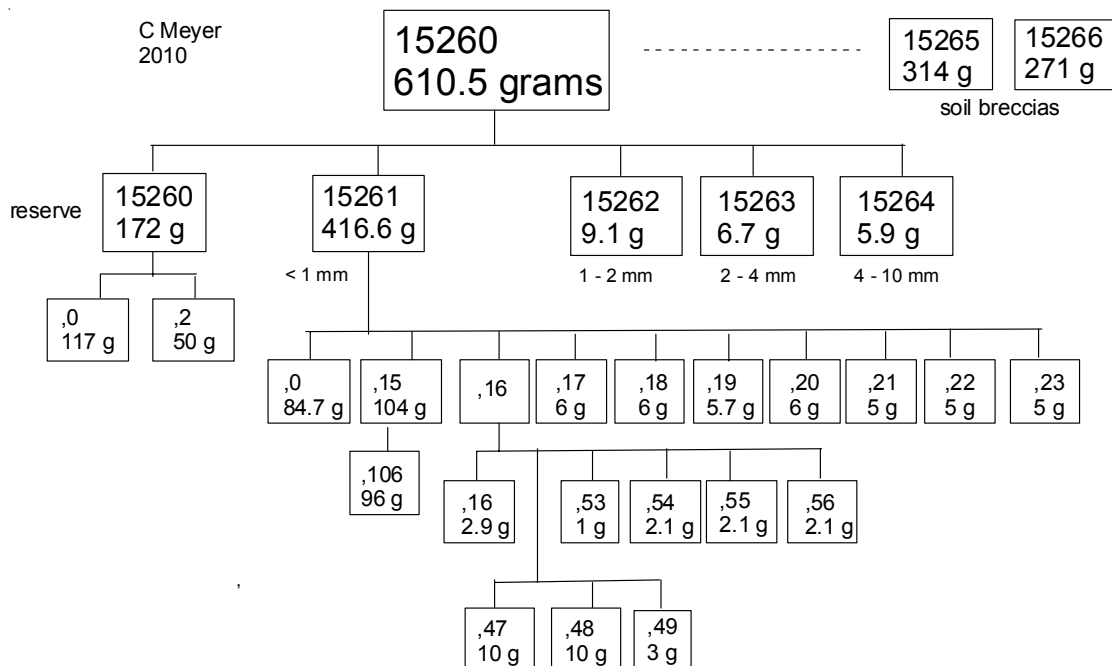 C Meyer
2010
15260
610.5 grams
15265
314 g
15266
271 g
soil breccias
reserve
15260
172 g
15261
416.6 g
15262
9.1 g
15263
6.7 g
15264
5.9 g
< 1 mm
1 - 2 mm
2 - 4 mm
4 - 10 mm
,0
117 g
,2
50 g
,0
84.7 g
,15
104 g
,16
,17
6 g
,18
6 g
,19
5.7 g
,20
6 g
,21
5 g
,22
5 g
,23
5 g
,106
96 g
,16
2.9 g
,53
1 g
,54
2.1 g
,55
2.1 g
,56
2.1 g
,
,47
10 g
,48
10 g
,49
3 g